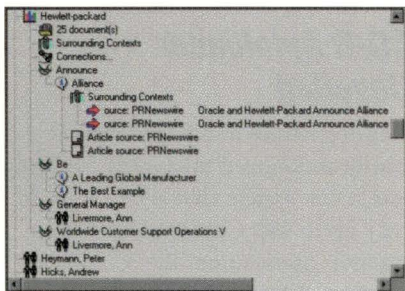 Hewlett-packard
25 document(s)
Surrounding Contexts
Connections...
Announce
Alliance
Surrounding Contexts
ource: PRNewswire Oracle and Hewlett-Packard Announce Alliance
ource: PRNewswire Oracle and Hewlett-Packard Announce Alliance
Article source: PRNewswire
Article source: PRNewswire
Be
A Leading Global Manufacturer
The Best Example
General Manager
Livermore, Ann
Worldwide Customer Support Operations V
Livermore, Ann
Heymann, Peter
Hicks, Andrew